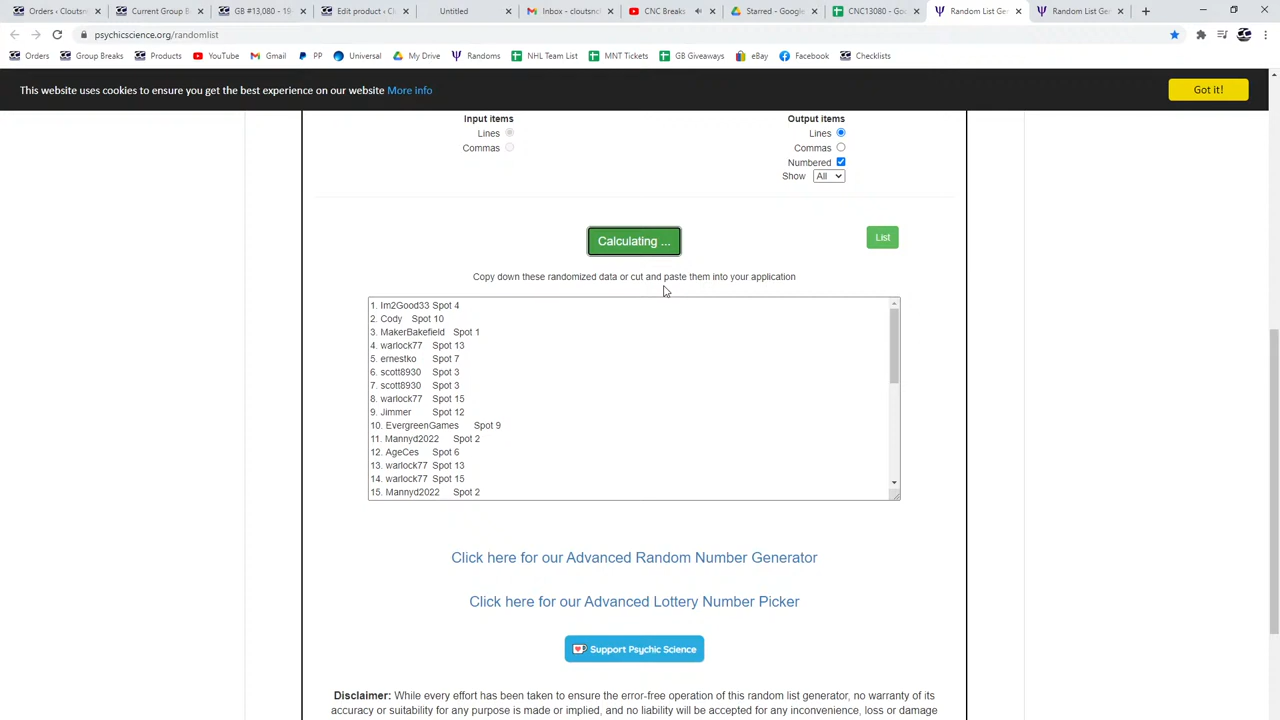 Orders ‹ Cloutsn
Current Group B
GB #13,080 - 19
Edit product ‹ Cl
Untitled
Inbox - cloutsncl
CNC Breaks
Starred - Google
CNC13080 - Goo
Random List Gen
Random List Gen
psychicscience.org/randomlist
Orders
Group Breaks
Products
YouTube
Gmail
PP
Universal
My Drive
Randoms
NHL Team List
MNT Tickets
GB Giveaways
eBay
Facebook
Checklists
This website uses cookies to ensure you get the best experience on our website More info
Got it!
Input items
Output items
Lines
Lines
Commas
Commas
Numbered
Show All
Calculating ...
List
Copy down these randomized data or cut and paste them into your application
1. Im2Good33 Spot 4
2. Cody Spot 10
3. MakerBakefield Spot 1
4. warlock77 Spot 13
5. ernestko Spot 7
6. scott8930 Spot 3
7. scott8930 Spot 3
8. warlock77 Spot 15
9. Jimmer Spot 12
10. EvergreenGames Spot 9
11. Mannyd2022 Spot 2
12. AgeCes Spot 6
13. warlock77 Spot 13
14. warlock77 Spot 15
15. Mannyd2022 Spot 2
Click here for our Advanced Random Number Generator
Click here for our Advanced Lottery Number Picker
Support Psychic Science
Disclaimer: While every effort has been taken to ensure the error-free operation of this random list generator, no warranty of its
accuracy or suitability for any purpose is made or implied, and no liability will be accepted for any inconvenience, loss or damage